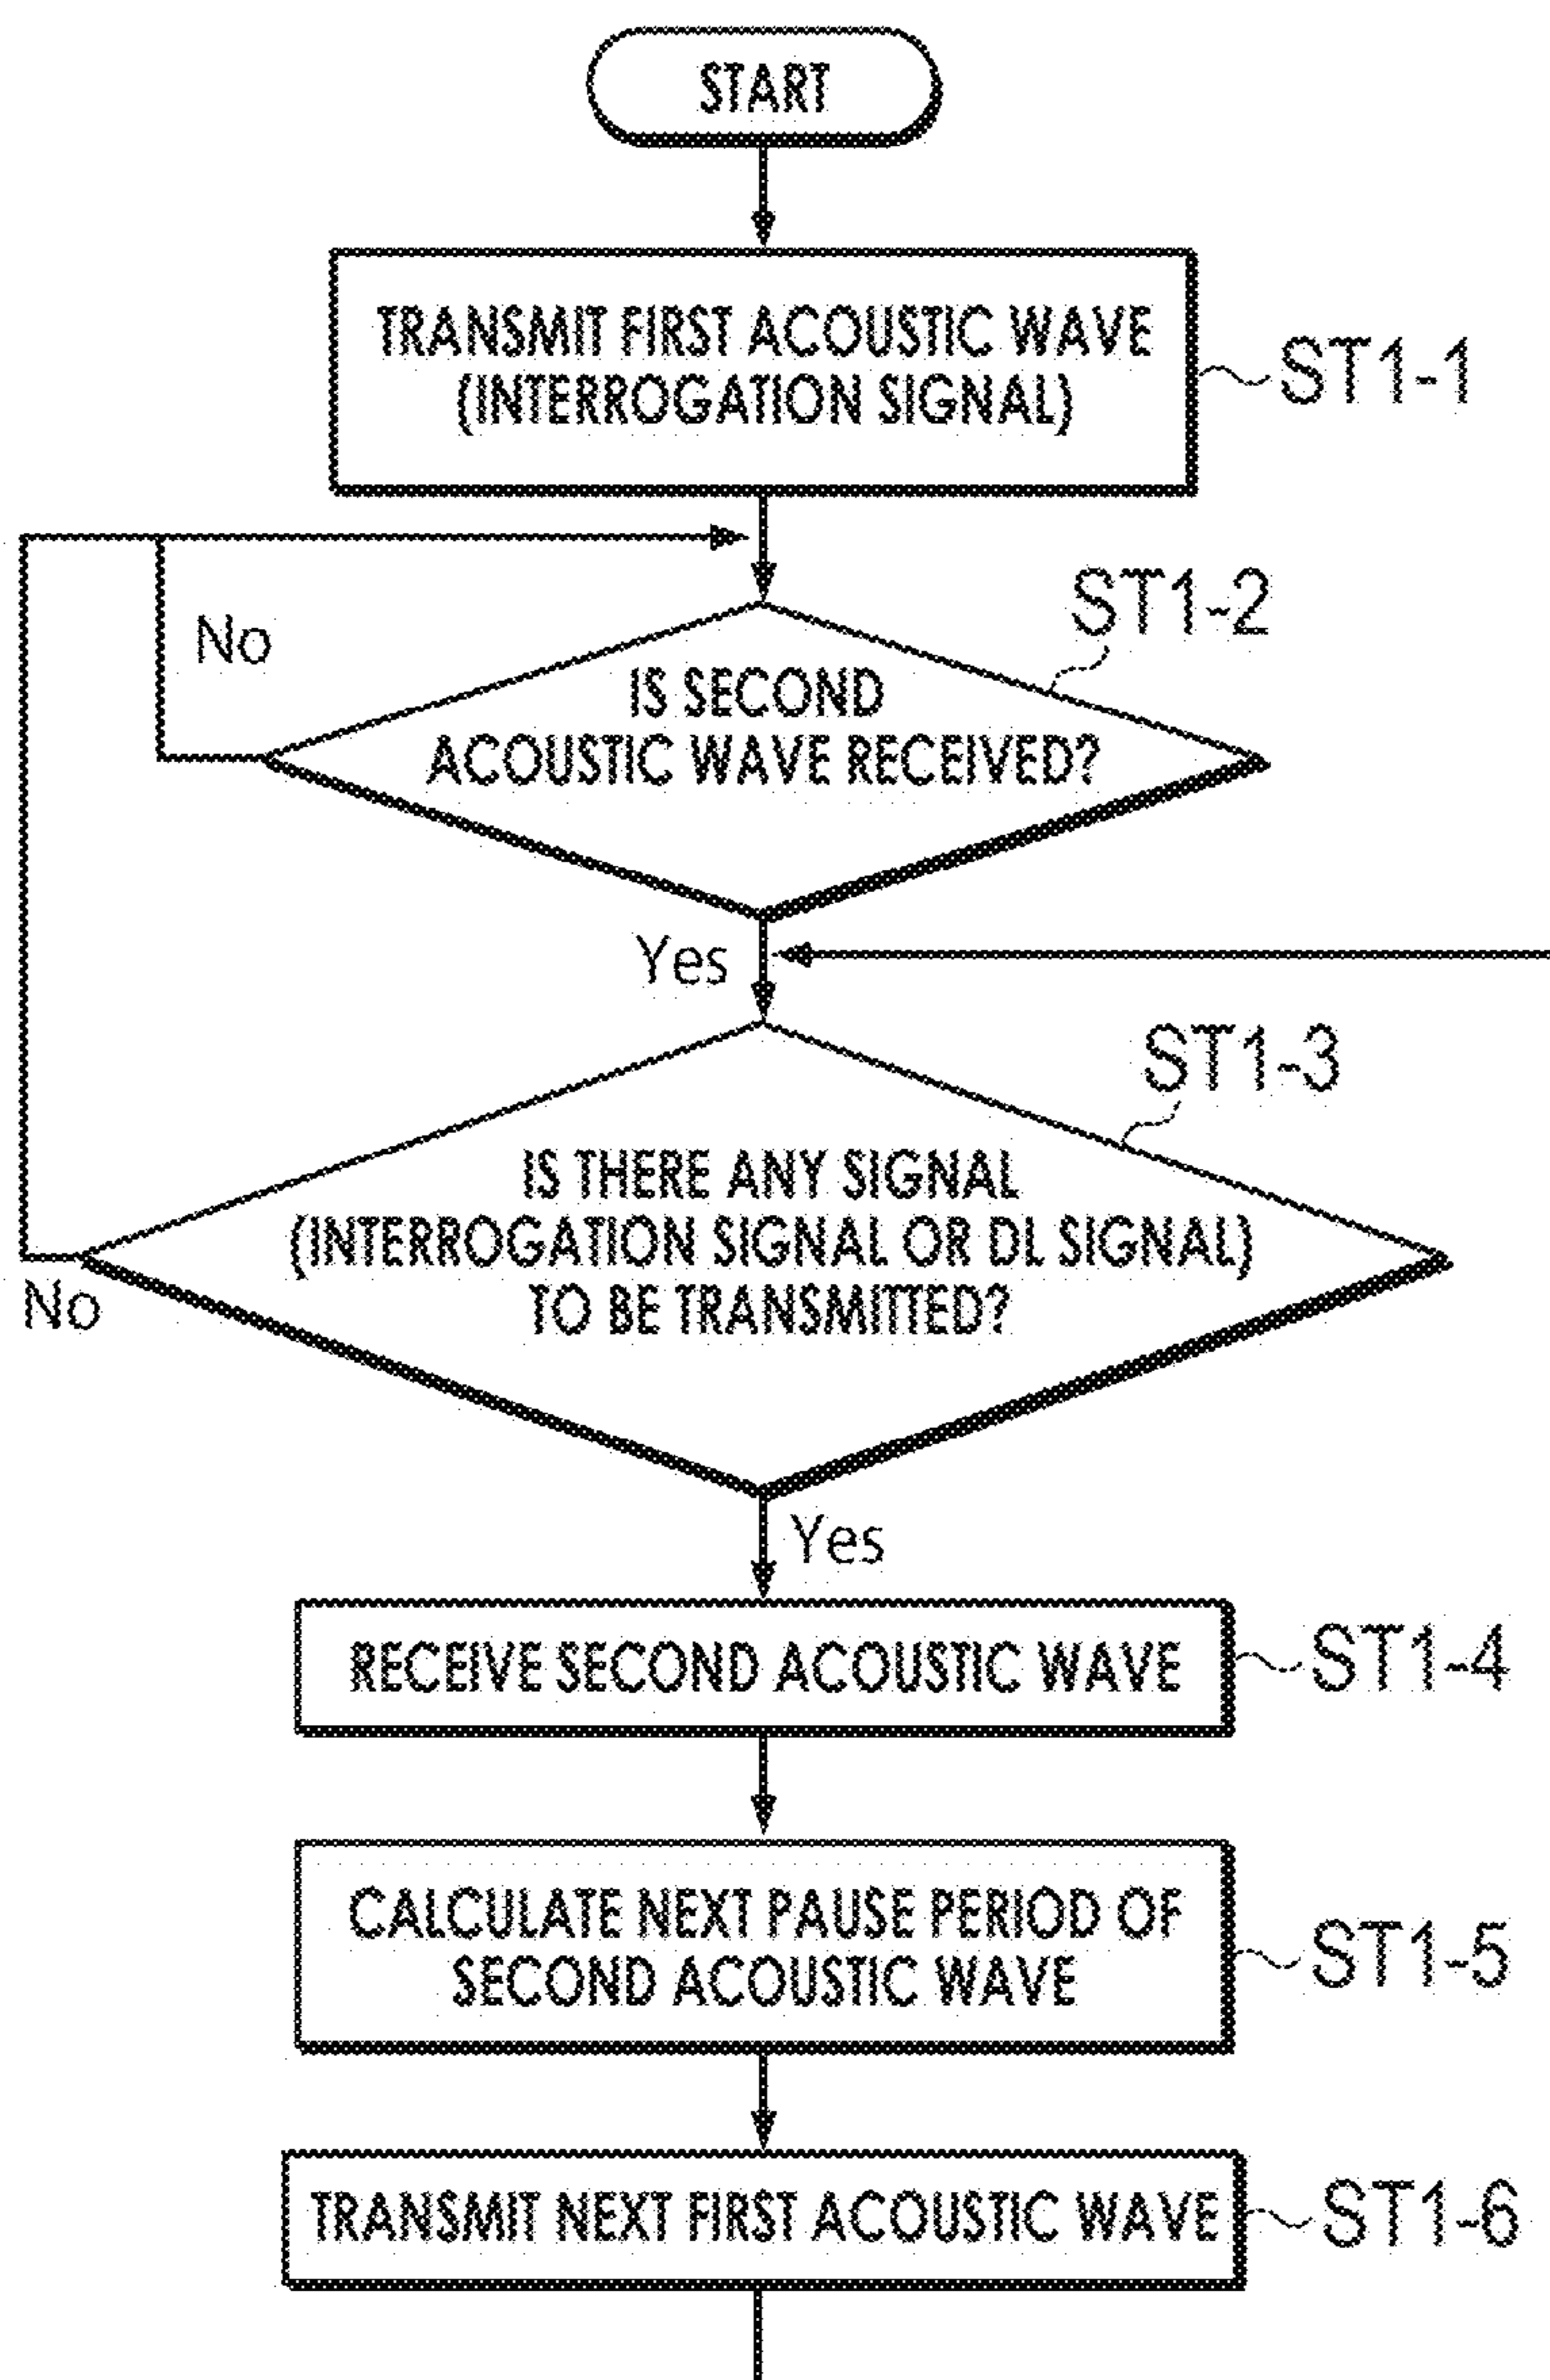 START
TRANSMIT FIRST ACOUSTIC WAVE
(INTERROGATION SIGNAL)
ST1-1
No
ST1-2
IS SECOND
ACOUSTIC WAVE RECEIVED?
Yes
ST1-3
IS THERE ANY SIGNAL
(INTERROGATION SIGNAL OR DL SIGNAL)
TO BE TRANSMITTED?
No
Yes
RECEIVE SECOND ACOUSTIC WAVE
ST1-4
CALCULATE NEXT PAUSE PERIOD OF
SECOND ACOUSTIC WAVE
ST1-5
TRANSMIT NEXT FIRST ACOUSTIC WAVE
ST1-6